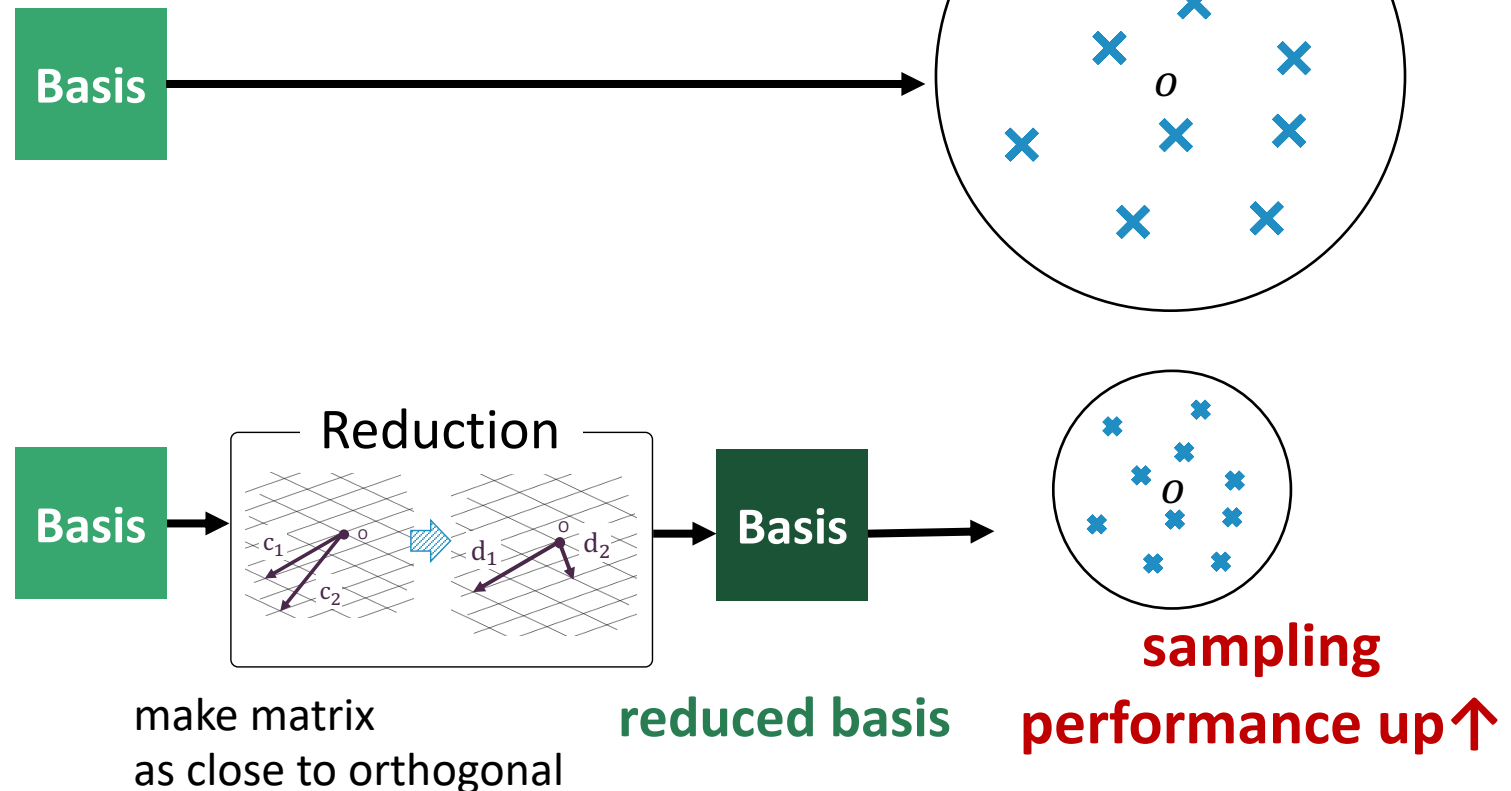 Basis
o
Reduction
Basis
c₁
o
c₂
d₁
o
d₂
Basis
o
sampling
performance up↑
reduced basis
make matrix
as close to orthogonal